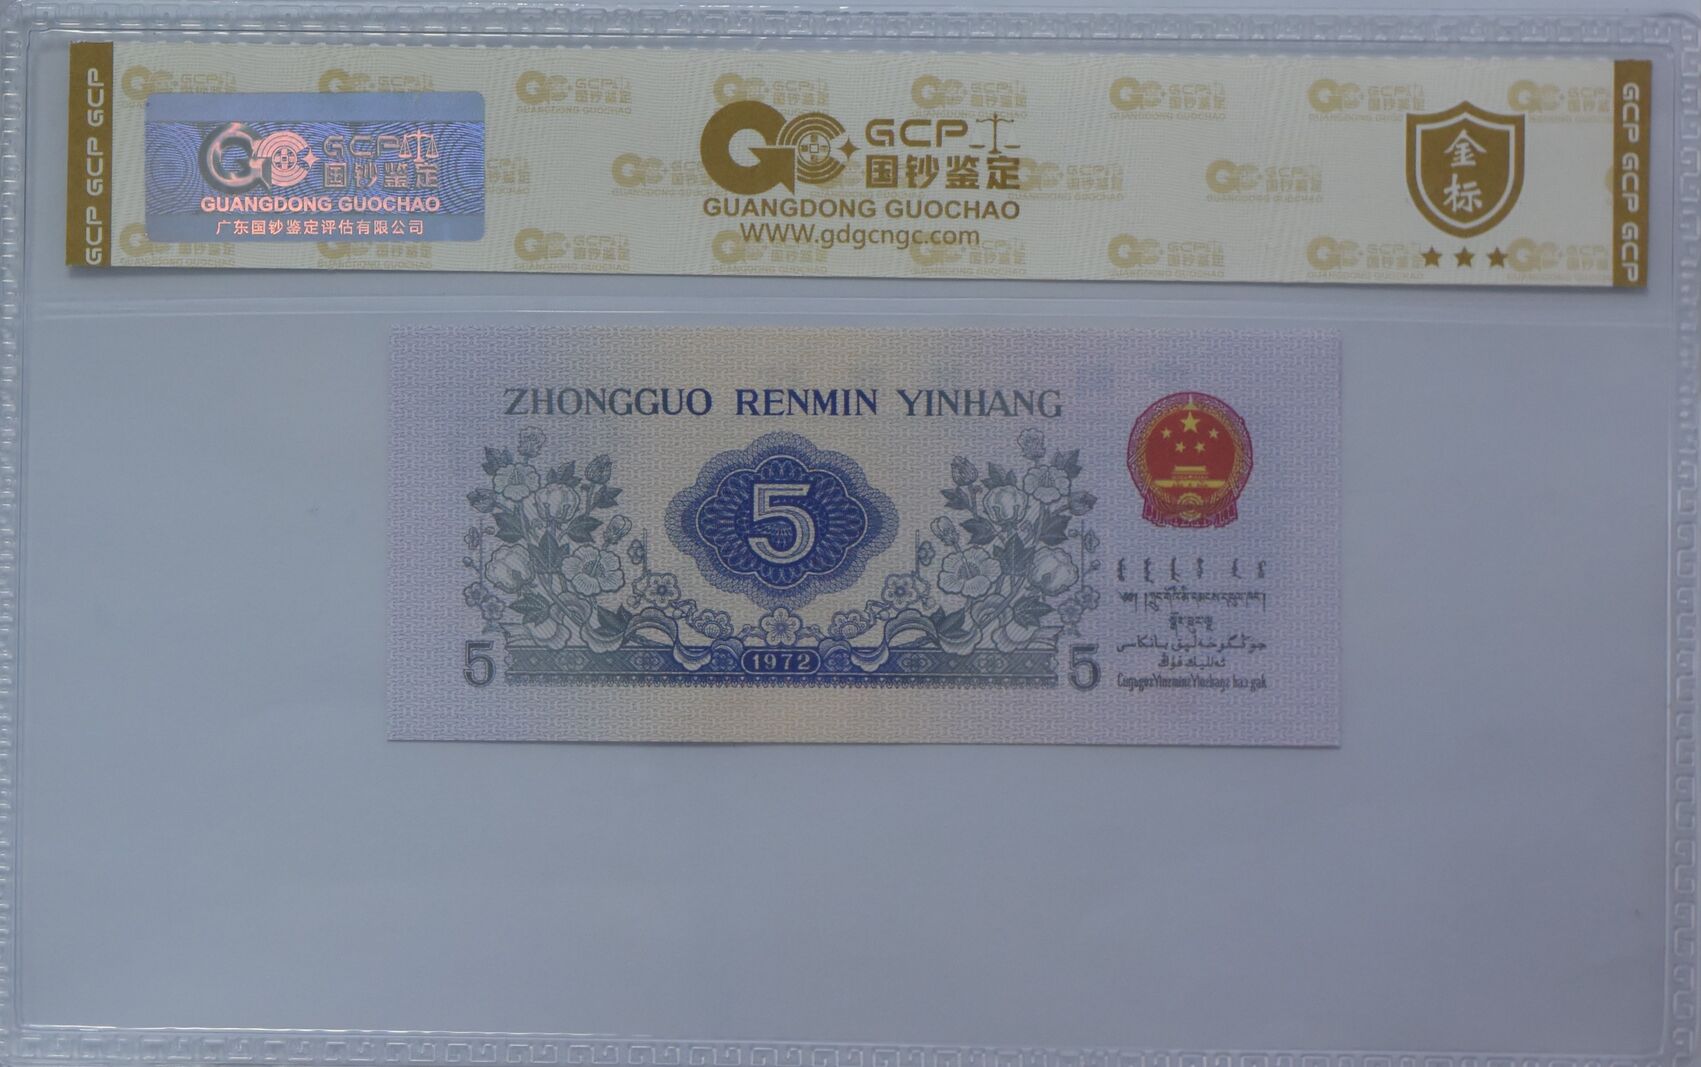 GCP GCP GCP
GCP
国钞鉴定
GUANGDONG GUOCHAO
广东国钞鉴定评估有限公司
GCP
国钞鉴定
GUANGDONG GUOCHAO
WWW.gdgcngc.com
金标
GCP GCP GCP
ZHONGGUO RENMIN YINHANG
5
1972
5
5